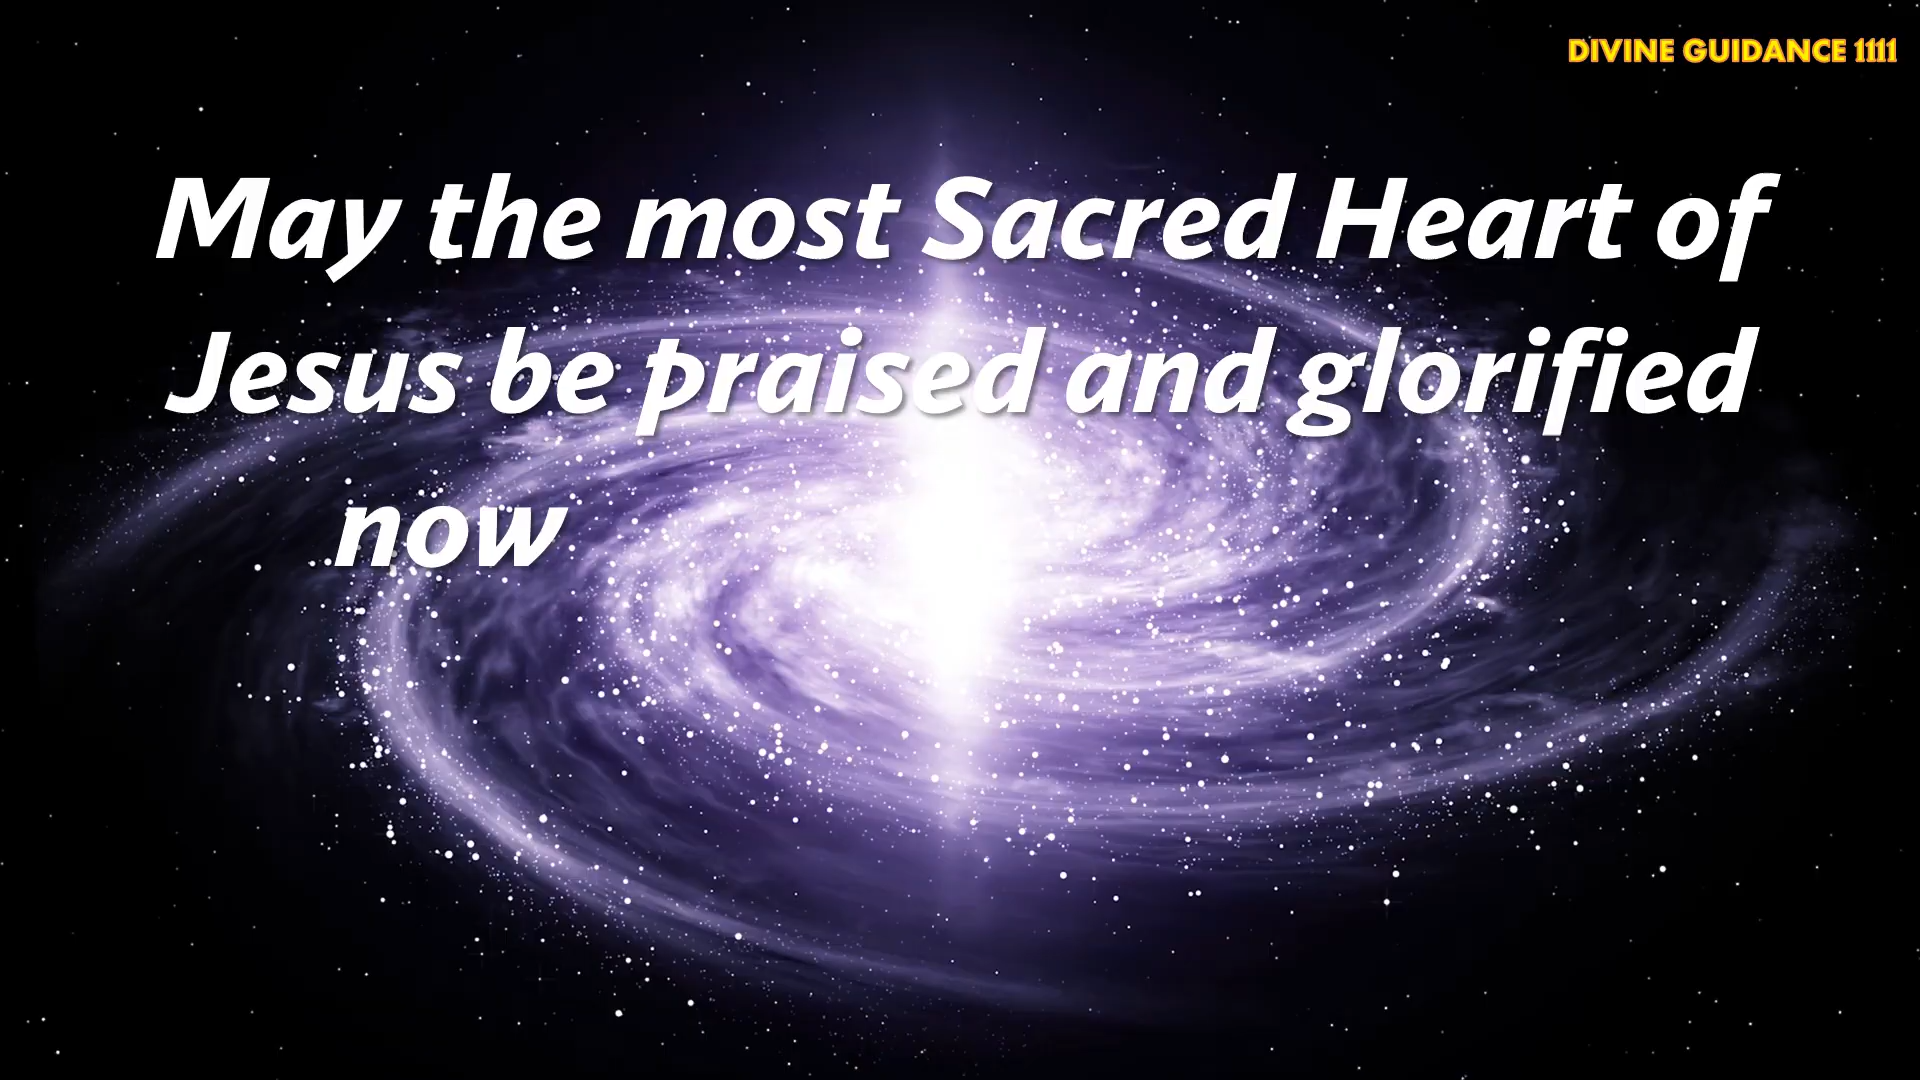 DIVINE GUIDANCE 1111
May the most Sacred Heart of
Jesus be praised and glorified
now